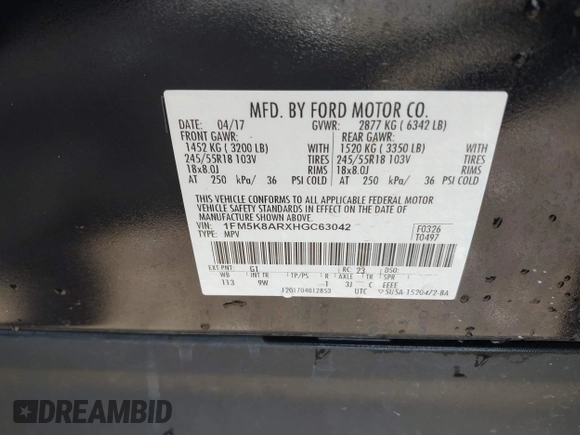 MFD. BY FORD MOTOR CO.
DATE: 04/17 GVWR: 2877 KG ( 6342 LB)
FRONT GAWR: REAR GAWR:
1452 KG ( 3200 LB) WITH 1520 KG ( 3350 LB) WITH
245/55R18 103V TIRES 245/55R18 103V TIRES
18x8.0J RIMS 18x8.0J RIMS
AT 250 kPa/ 36 PSI COLD AT 250 kPa/ 36 PSI COLD
THIS VEHICLE CONFORMS TO ALL APPLICABLE FEDERAL MOTOR
VEHICLE SAFETY STANDARDS IN EFFECT ON THE DATE OF MANUFACTURE
SHOWN ABOVE.
VIN: 1FM5K8ARXHGC63042 F0326
TYPE: MPV T0497
EXT PNT: G1 RC: 23 DSO:
WB INT TR TP/PS R AXLE TR SPR
113 9W 1 3J C EEEE
UTC
DREAMBID